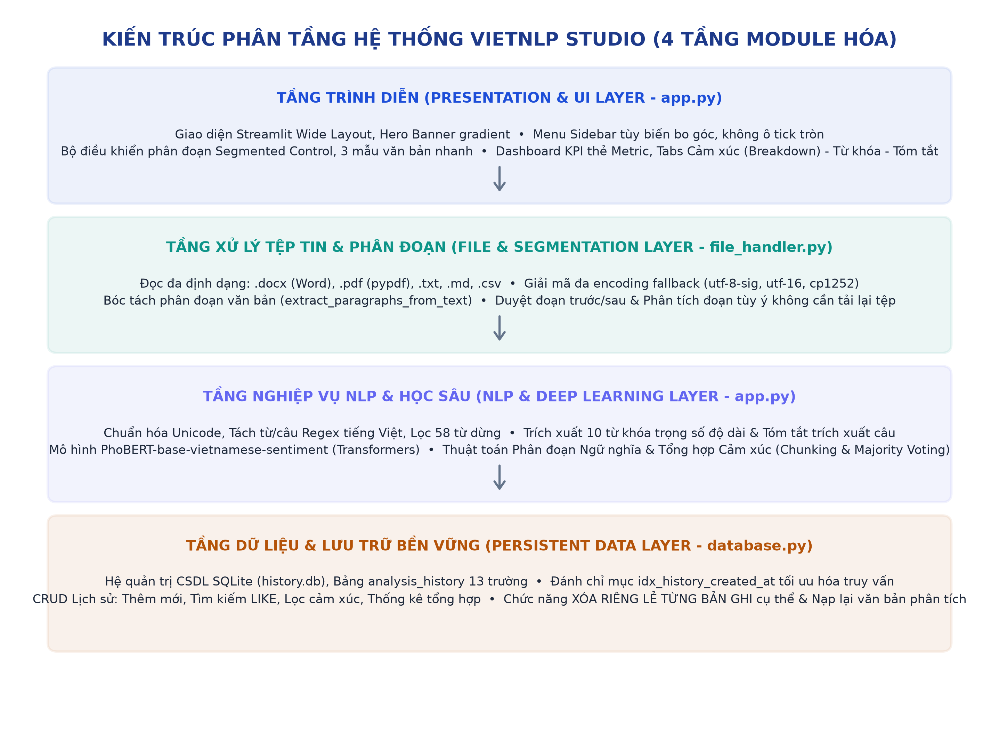 KIẾN TRÚC PHÂN TẦNG HỆ THỐNG VIETNLP STUDIO (4 TẦNG MODULE HÓA)
TẦNG TRÌNH DIỄN (PRESENTATION & UI LAYER - app.py)
Giao diện Streamlit Wide Layout, Hero Banner gradient • Menu Sidebar tùy biến bo góc, không ô tick tròn
Bộ điều khiển phân đoạn Segmented Control, 3 mẫu văn bản nhanh • Dashboard KPI thẻ Metric, Tabs Cảm xúc (Breakdown) - Từ khóa - Tóm tắt
TẦNG XỬ LÝ TỆP TIN & PHÂN ĐOẠN (FILE & SEGMENTATION LAYER - file_handler.py)
Đọc đa định dạng: .docx (Word), .pdf (pypdf), .txt, .md, .csv • Giải mã đa encoding fallback (utf-8-sig, utf-16, cp1252)
Bóc tách phân đoạn văn bản (extract_paragraphs_from_text) • Duyệt đoạn trước/sau & Phân tích đoạn tùy ý không cần tải lại tệp
TẦNG NGHIỆP VỤ NLP & HỌC SÂU (NLP & DEEP LEARNING LAYER - app.py)
Chuẩn hóa Unicode, Tách từ/câu Regex tiếng Việt, Lọc 58 từ dừng • Trích xuất 10 từ khóa trọng số độ dài & Tóm tắt trích xuất câu
Mô hình PhoBERT-base-vietnamese-sentiment (Transformers) • Thuật toán Phân đoạn Ngữ nghĩa & Tổng hợp Cảm xúc (Chunking & Majority Voting)
TẦNG DỮ LIỆU & LƯU TRỮ BỀN VỮNG (PERSISTENT DATA LAYER - database.py)
Hệ quản trị CSDL SQLite (history.db), Bảng analysis_history 13 trường • Đánh chỉ mục idx_history_created_at tối ưu hóa truy vấn
CRUD Lịch sử: Thêm mới, Tìm kiếm LIKE, Lọc cảm xúc, Thống kê tổng hợp • Chức năng XÓA RIÊNG LẺ TỪNG BẢN GHI cụ thể & Nạp lại văn bản phân tích